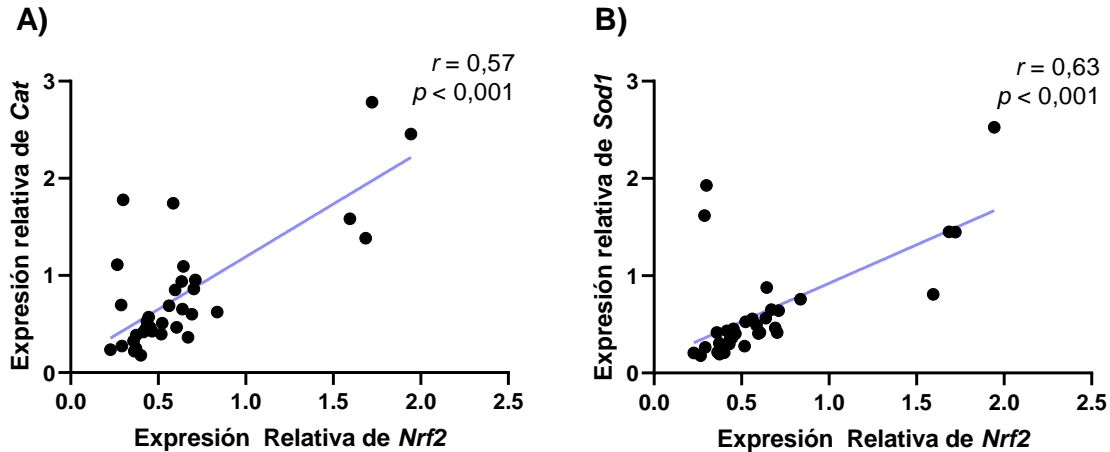 A)
r = 0,57
p < 0,001
Expresión relativa de Cat
3
2
1
0
0.0 0.5 1.0 1.5 2.0 2.5
Expresión Relativa de Nrf2
B)
r = 0,63
p < 0,001
Expresión relativa de Sod1
3
2
1
0
0.0 0.5 1.0 1.5 2.0 2.5
Expresión Relativa de Nrf2